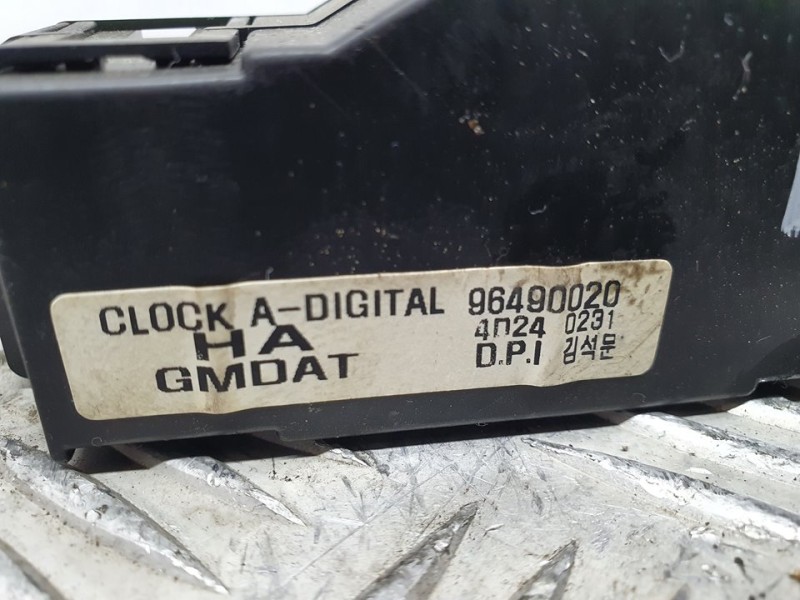 CLOCK A-DIGITAL 96490020
HA 4D24 0231
GMDAT D.P.I 김석문